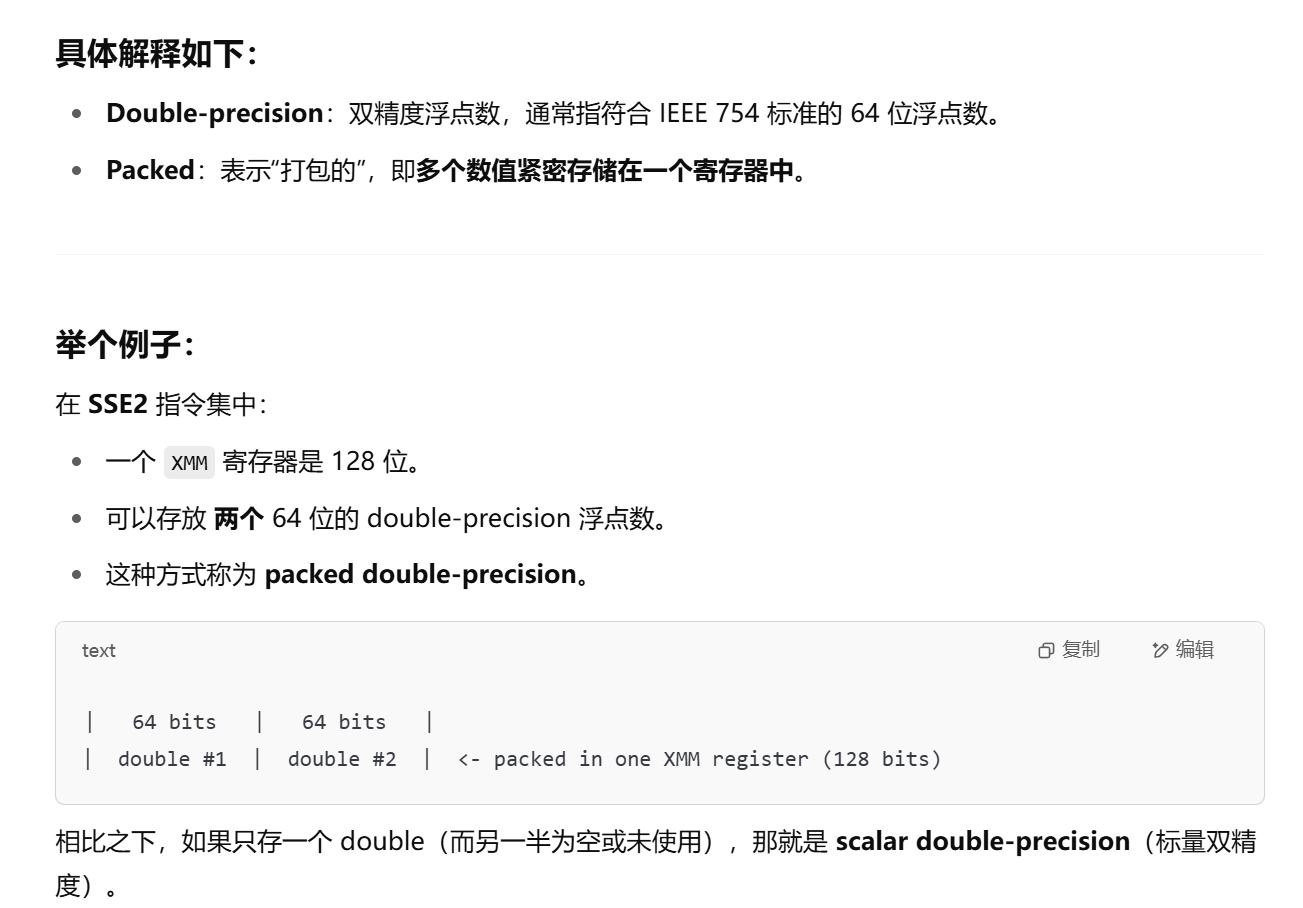 具体解释如下：
Double-precision：双精度浮点数，通常指符合 IEEE 754 标准的 64 位浮点数。
Packed：表示“打包的”，即多个数值紧密存储在一个寄存器中。
举个例子：
在 SSE2 指令集中：
一个 XMM 寄存器是 128 位。
可以存放 两个 64 位的 double-precision 浮点数。
这种方式称为 packed double-precision。
text 复制 编辑
|   64 bits   |   64 bits   |
|  double #1  |  double #2  |  <- packed in one XMM register (128 bits)
相比之下，如果只存一个 double（而另一半为空或未使用），那就是 scalar double-precision（标量双精
度）。